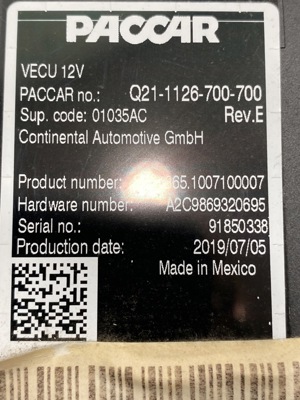 PACCAR
VECU 12V
PACCAR no.: Q21-1126-700-700
Sup. code: 01035AC Rev.E
Continental Automotive GmbH
Product number: 365.1007100007
Hardware number: A2C9869320695
Serial no.: 91850338
Production date: 2019/07/05
Made in Mexico